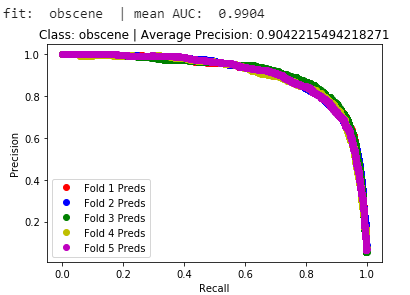 fit: obscene | mean AUC: 0.9904
Class: obscene | Average Precision: 0.9042215494218271
1.0
0.8
0.6
0.4
0.2
Precision
Fold 1 Preds
Fold 2 Preds
Fold 3 Preds
Fold 4 Preds
Fold 5 Preds
0.0 0.2 0.4 0.6 0.8 1.0
Recall